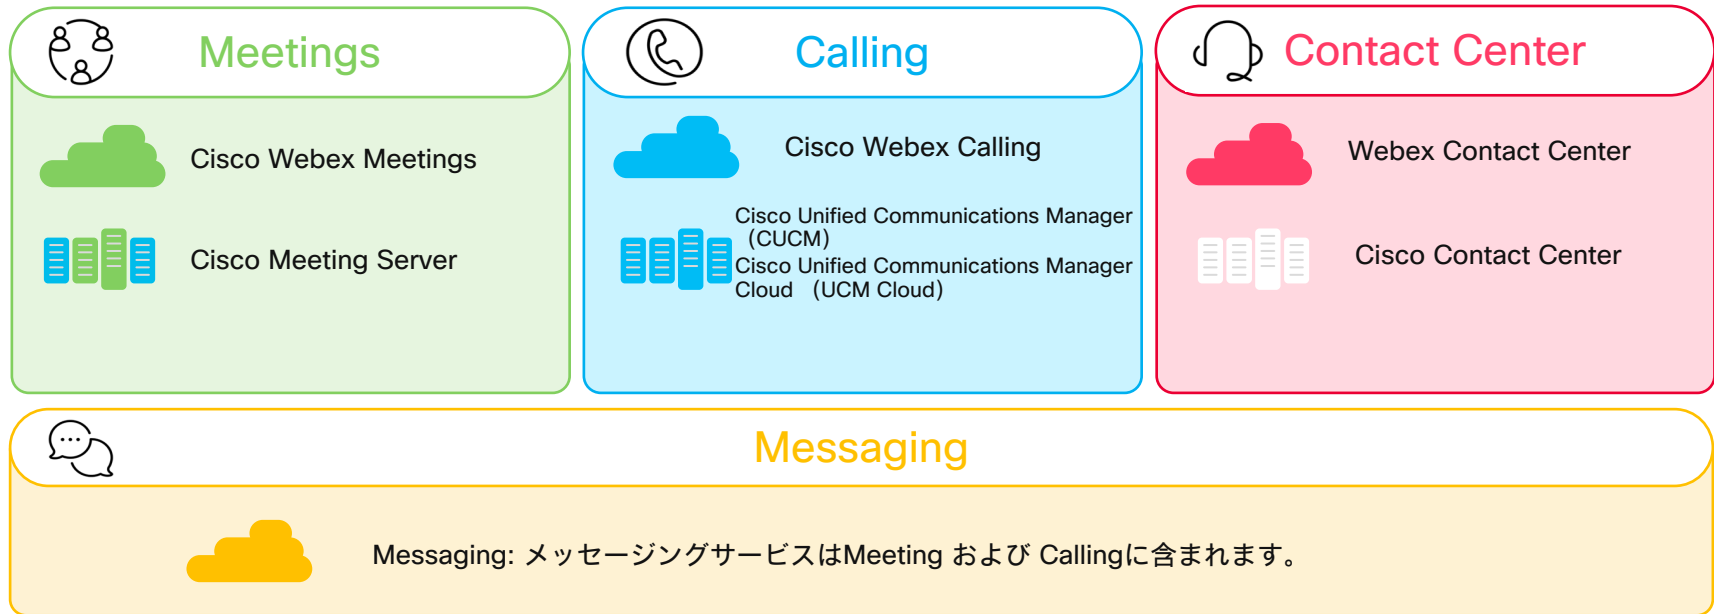 Meetings
Cisco Webex Meetings
Cisco Meeting Server
Calling
Cisco Webex Calling
Cisco Unified Communications Manager
（CUCM）
Cisco Unified Communications Manager
Cloud （UCM Cloud）
Contact Center
Webex Contact Center
Cisco Contact Center
Messaging
Messaging: メッセージングサービスはMeeting および Callingに含まれます。